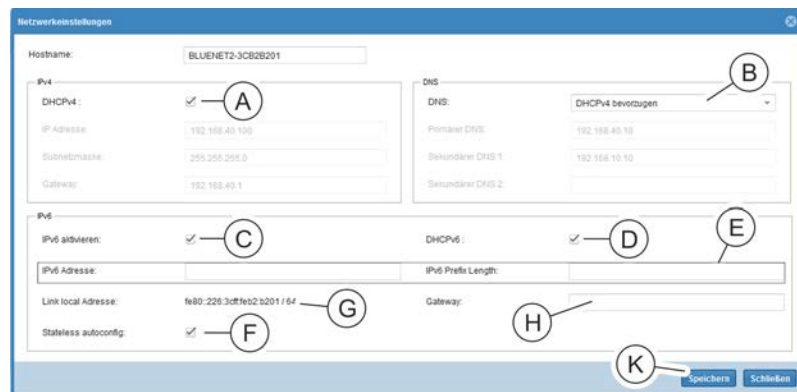 Netzwerkeinstellungen
Hostname: BLUENET2-3CB2B201
IPv4
DHCPv4 : A
IP Adresse: 192.168.40.100
Subnetzmaske: 255.255.255.0
Gateway: 192.168.40.1
DNS
DNS: DHCPv4 bevorzugen B
Primärer DNS: 192.168.40.10
Sekundärer DNS 1: 192.168.10.10
Sekundärer DNS 2:
IPv6
IPv6 aktivieren: C DHCPv6 : D
IPv6 Adresse: IPv6 Prefix Length: E
Link local Adresse: fe80::226:3cff:feb2:b201 / 64 G Gateway: H
Stateless autoconfig: F
K Speichern Schließen